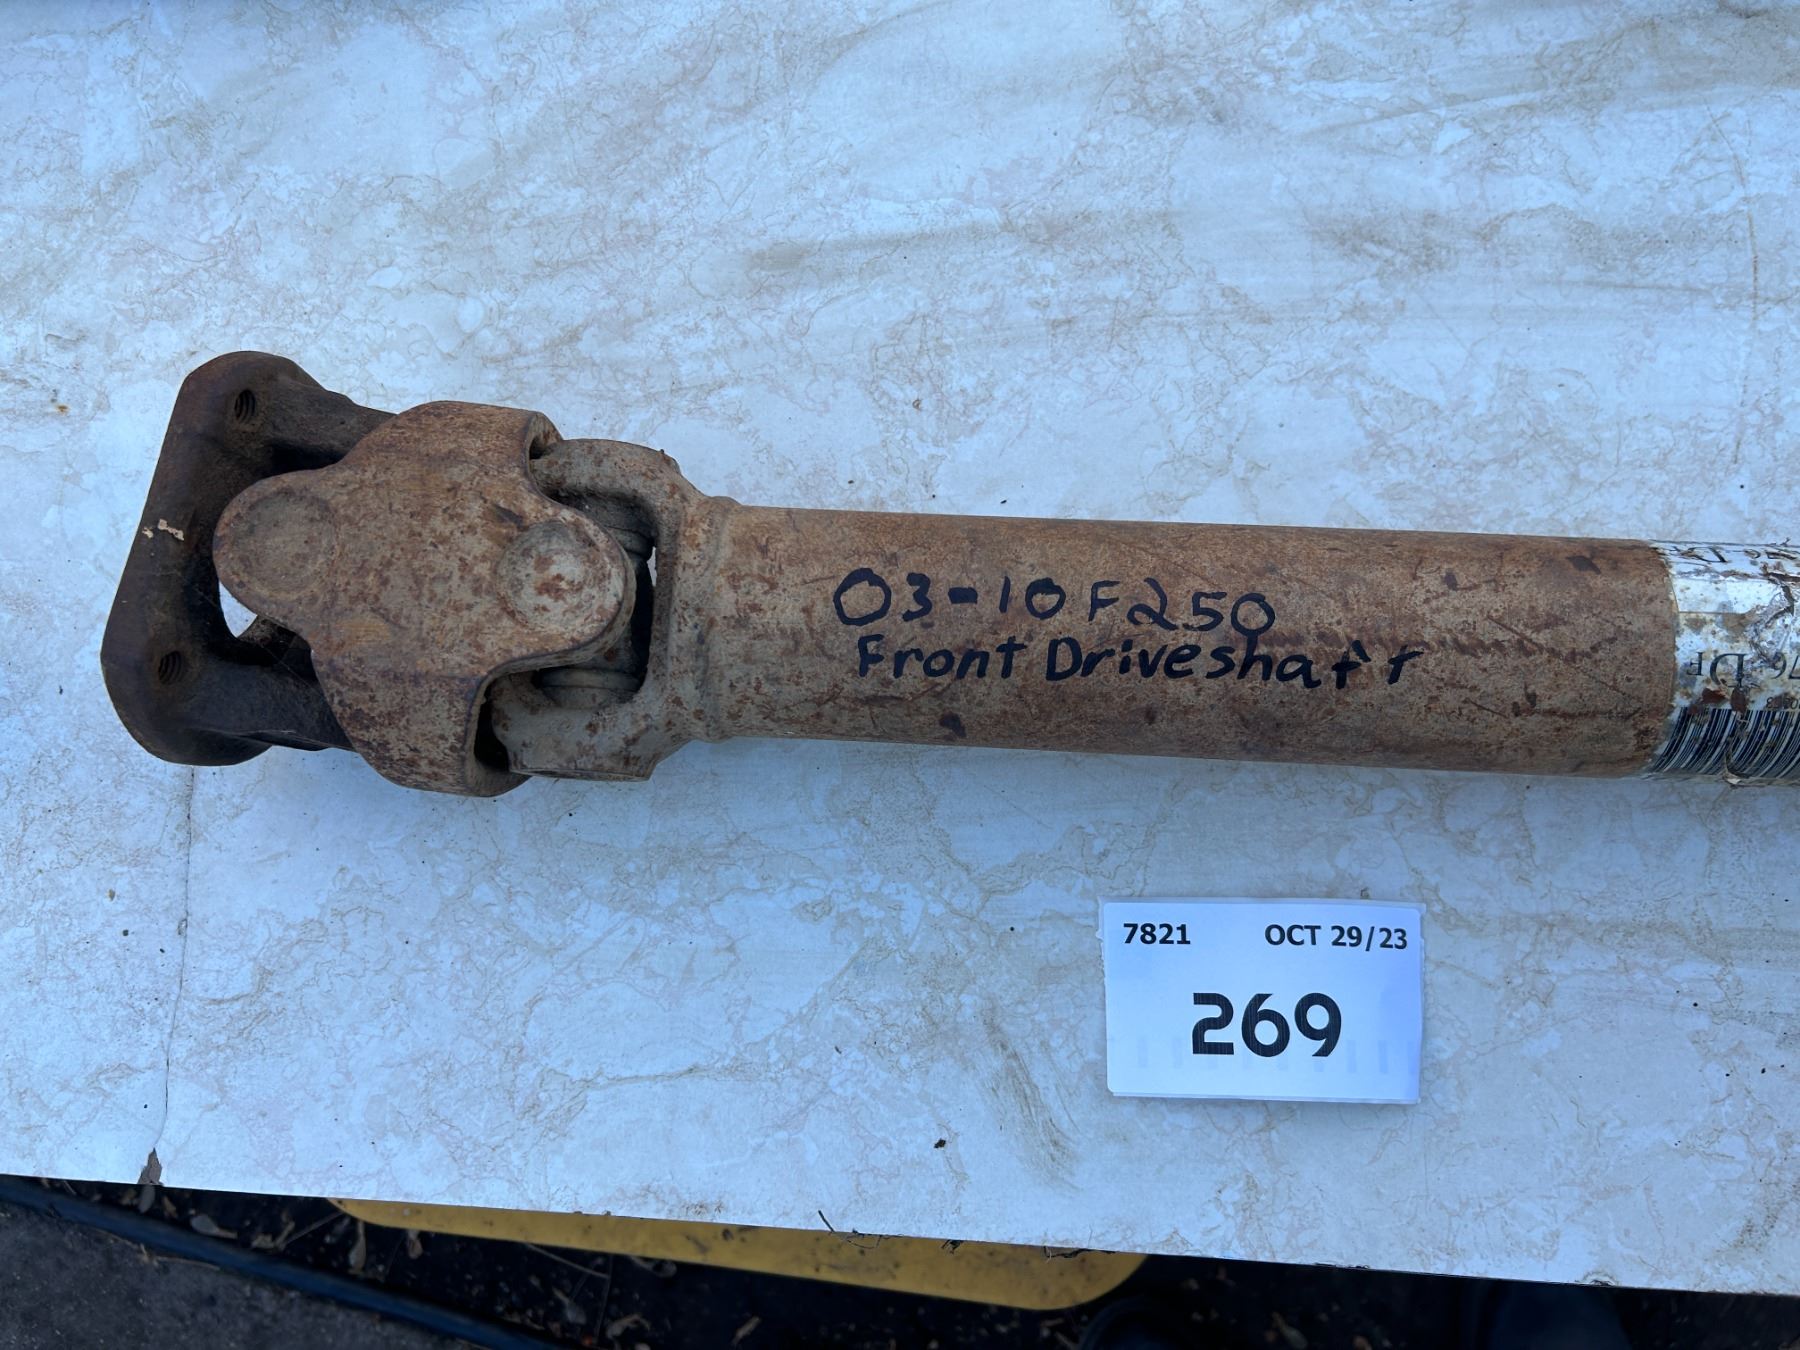 03-10 F250
Front Driveshaft
7821 OCT 29/23
269